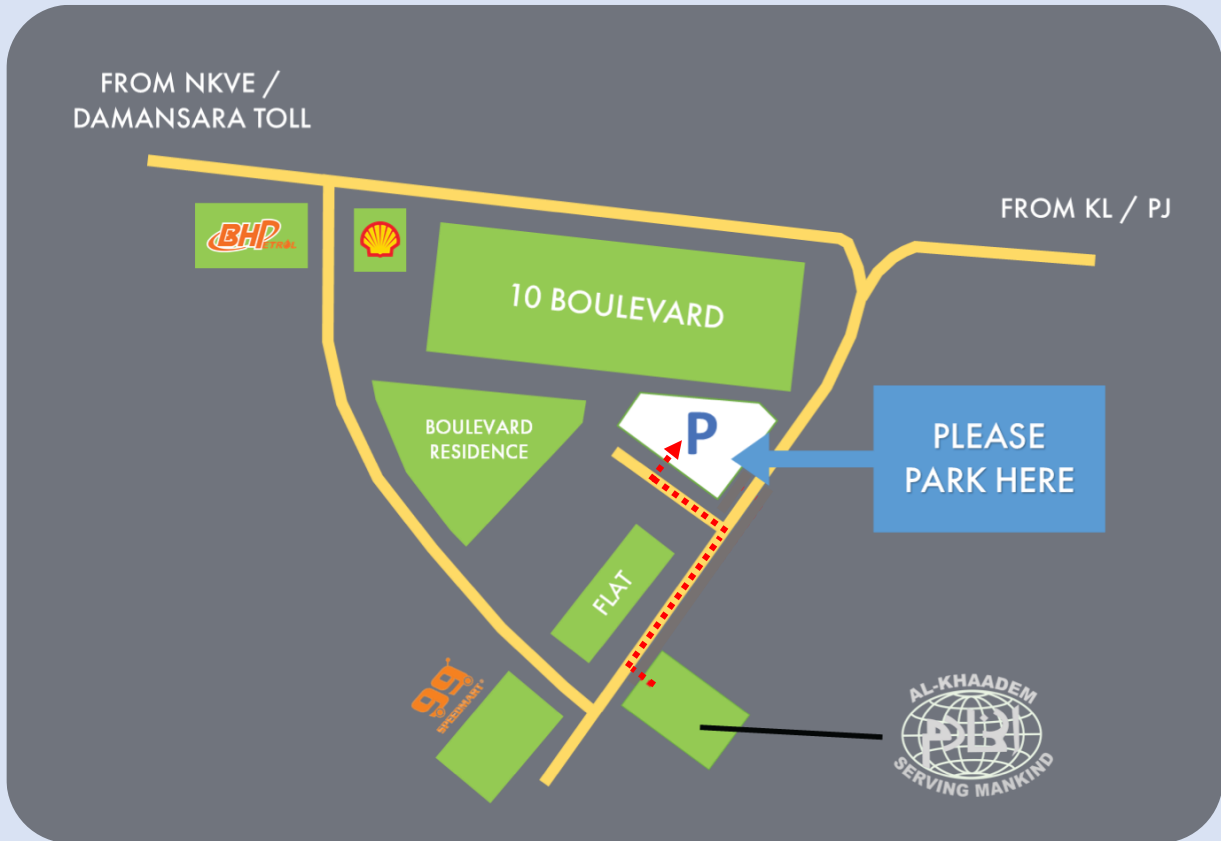 FROM NKVE /
DAMANSARA TOLL
FROM KL / PJ
BHPETROL
10 BOULEVARD
BOULEVARD
RESIDENCE
P
PLEASE
PARK HERE
FLAT
99
SPEEDMART
AL-KHAADEM
SERVING MANKIND